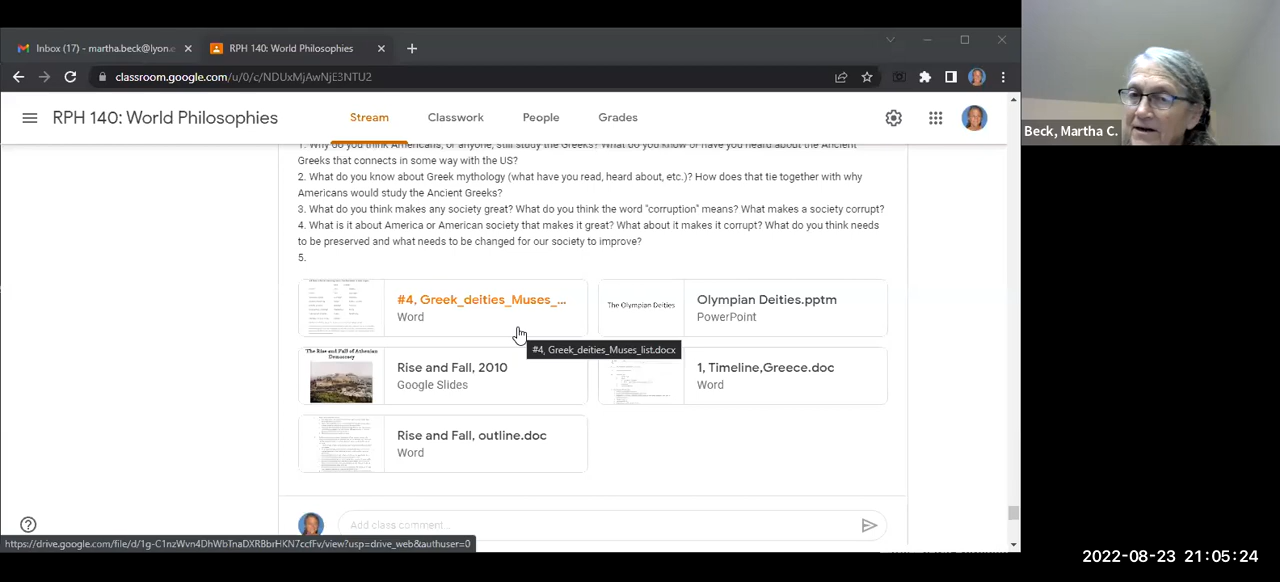 Inbox (17) - martha.beck@lyon.e
RPH 140: World Philosophies
classroom.google.com/u/0/c/NDUxMjAwNjE3NTU2
RPH 140: World Philosophies
Stream
Classwork
People
Grades
Beck, Martha C.
1. Why do you think Americans, or anyone, still study the Greeks? What do you know or have you heard about the Ancient
Greeks that connects in some way with the US?
2. What do you know about Greek mythology (what have you read, heard about, etc.)? How does that tie together with why
Americans would study the Ancient Greeks?
3. What do you think makes any society great? What do you think the word "corruption" means? What makes a society corrupt?
4. What is it about America or American society that makes it great? What about it makes it corrupt? What do you think needs
to be preserved and what needs to be changed for our society to improve?
5.
#4, Greek_deities_Muses_...
Word
The Olympian Deities
Olympian Deities.pptm
PowerPoint
#4, Greek_deities_Muses_list.docx
The Rise and Fall of Athenian
Democracy
Rise and Fall, 2010
Google Slides
1, Timeline,Greece.doc
Word
Rise and Fall, outline.doc
Word
Add class comment...
https://drive.google.com/file/d/1g-C1nzWvn4DhWbTnaDXRBbrHKN7ccfFv/view?usp=drive_web&authuser=0
2022-08-23 21:05:24